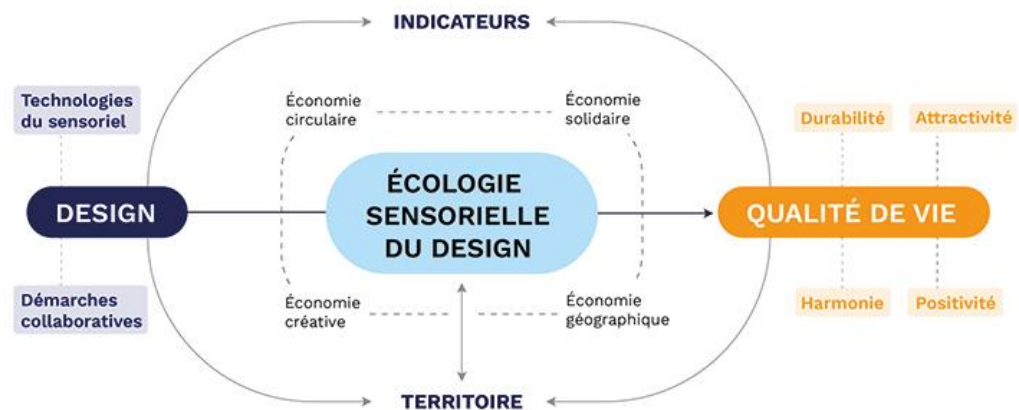 INDICATEURS
Technologies
du sensoriel
Économie
circulaire
Économie
solidaire
Durabilité
Attractivité
DESIGN
ÉCOLOGIE
SENSORIELLE
DU DESIGN
QUALITÉ DE VIE
Démarches
collaboratives
Économie
créative
Économie
géographique
Harmonie
Positivité
TERRITOIRE